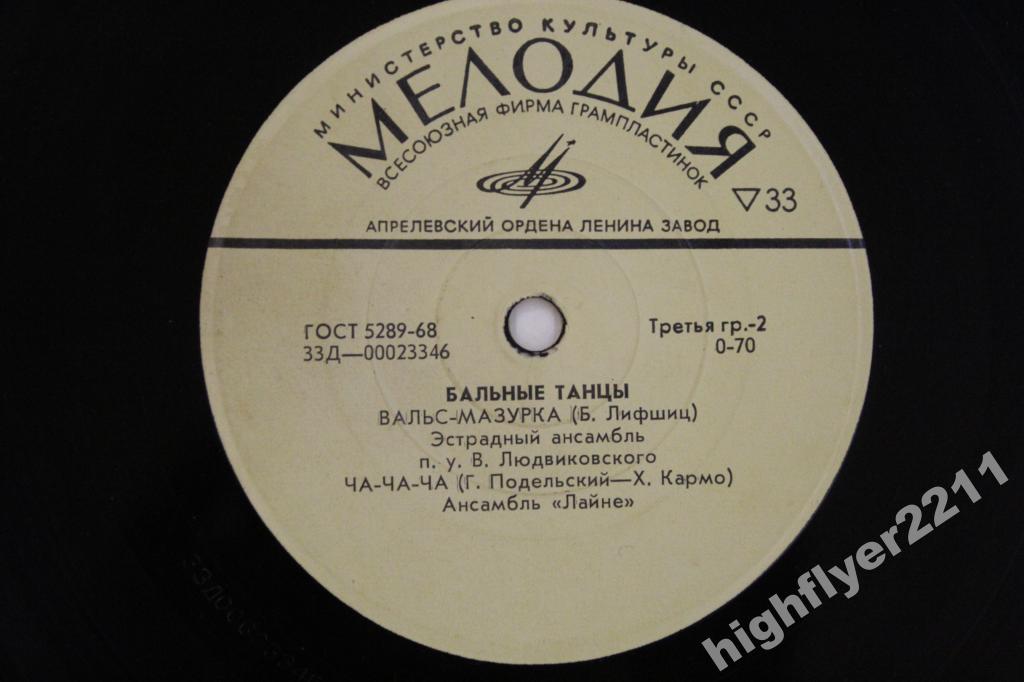 МИНИСТЕРСТВО КУЛЬТУРЫ СССР
МЕЛОДИЯ
ВСЕСОЮЗНАЯ ФИРМА ГРАМПЛАСТИНОК
▽33
АПРЕЛЕВСКИЙ ОРДЕНА ЛЕНИНА ЗАВОД
ГОСТ 5289-68
33Д—00023346
Третья гр.-2
0-70
БАЛЬНЫЕ ТАНЦЫ
ВАЛЬС-МАЗУРКА (Б. Лифшиц)
Эстрадный ансамбль
п. у. В. Людвиковского
ЧА-ЧА-ЧА (Г. Подельский—Х. Кармо)
Ансамбль «Лайне»
highflyer2211